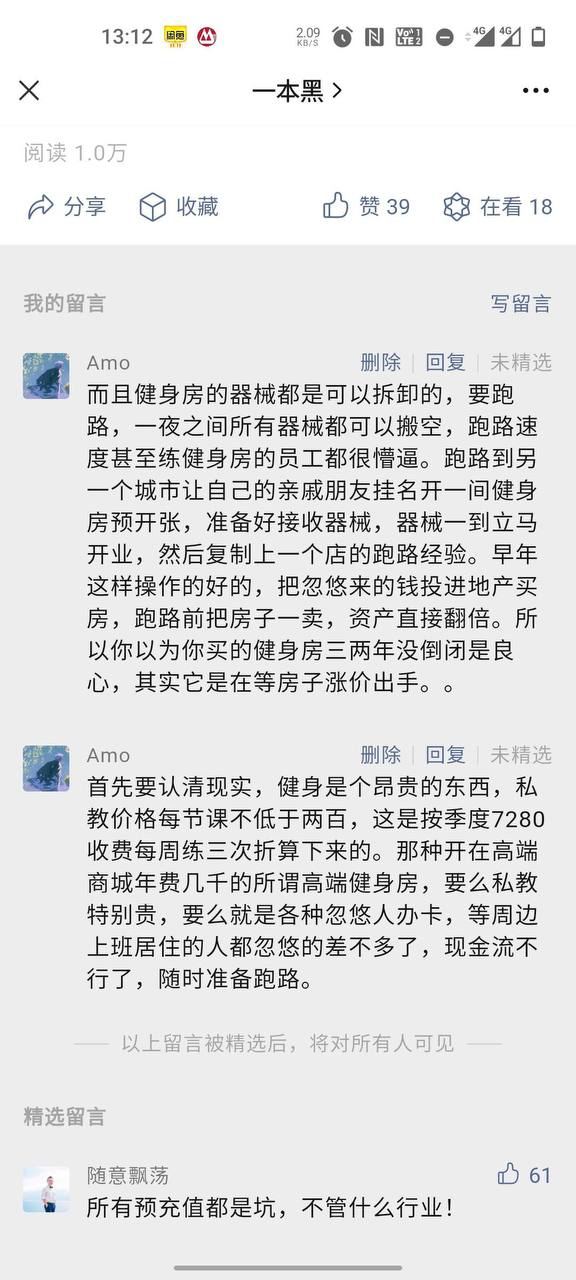 13:12
2.09
KB/S
4G 4G
一本黑
阅读 1.0万
分享 收藏 赞 39 在看 18
我的留言 写留言
Amo 删除 回复 未精选
而且健身房的器械都是可以拆卸的，要跑
路，一夜之间所有器械都可以搬空，跑路速
度甚至练健身房的员工都很懵逼。跑路到另
一个城市让自己的亲戚朋友挂名开一间健身
房预开张，准备好接收器械，器械一到立马
开业，然后复制上一个店的跑路经验。早年
这样操作的好的，把忽悠来的钱投进地产买
房，跑路前把房子一卖，资产直接翻倍。所
以你以为你买的健身房三两年没倒闭是良
心，其实它是在等房子涨价出手。。
Amo 删除 回复 未精选
首先要认清现实，健身是个昂贵的东西，私
教价格每节课不低于两百，这是按季度7280
收费每周练三次折算下来的。那种开在高端
商城年费几千的所谓高端健身房，要么私教
特别贵，要么就是各种忽悠人办卡，等周边
上班居住的人都忽悠的差不多了，现金流不
行了，随时准备跑路。
以上留言被精选后，将对所有人可见
精选留言
随意飘荡 61
所有预充值都是坑，不管什么行业！